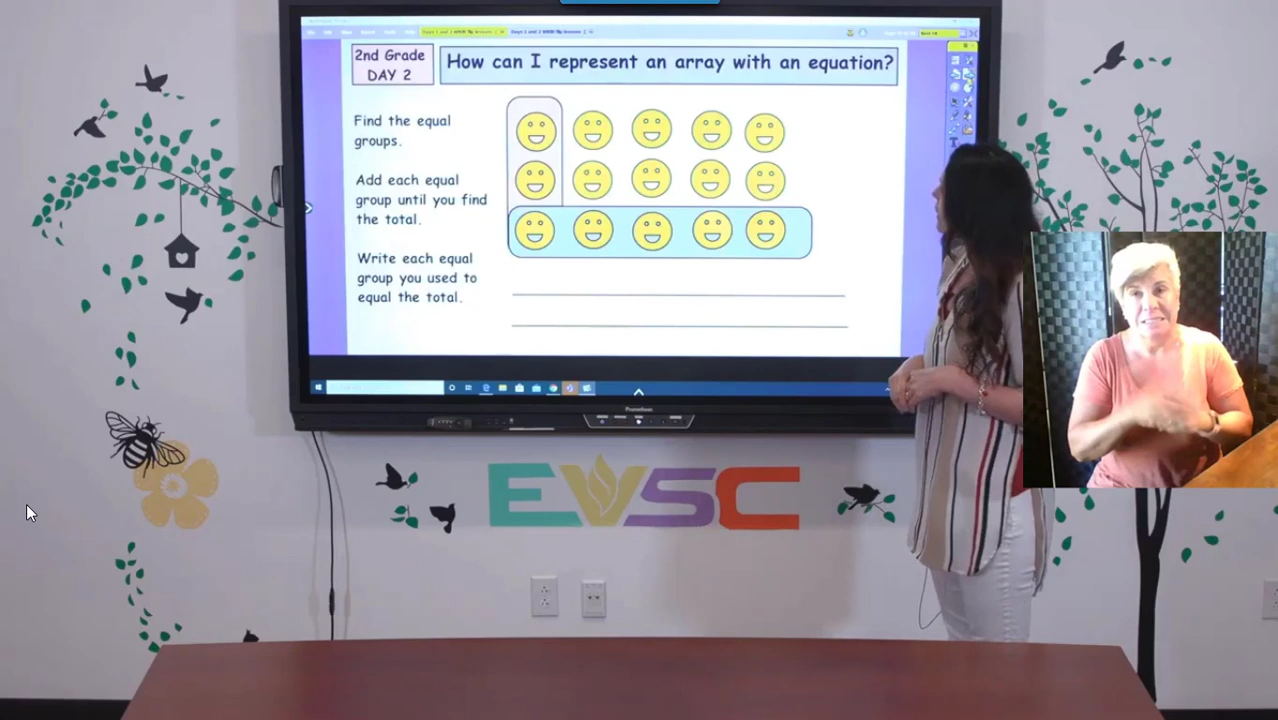 2nd Grade
DAY 2
How can I represent an array with an equation?
Find the equal
groups.
Add each equal
group until you find
the total.
Write each equal
group you used to
equal the total.
Promethean
EVSC